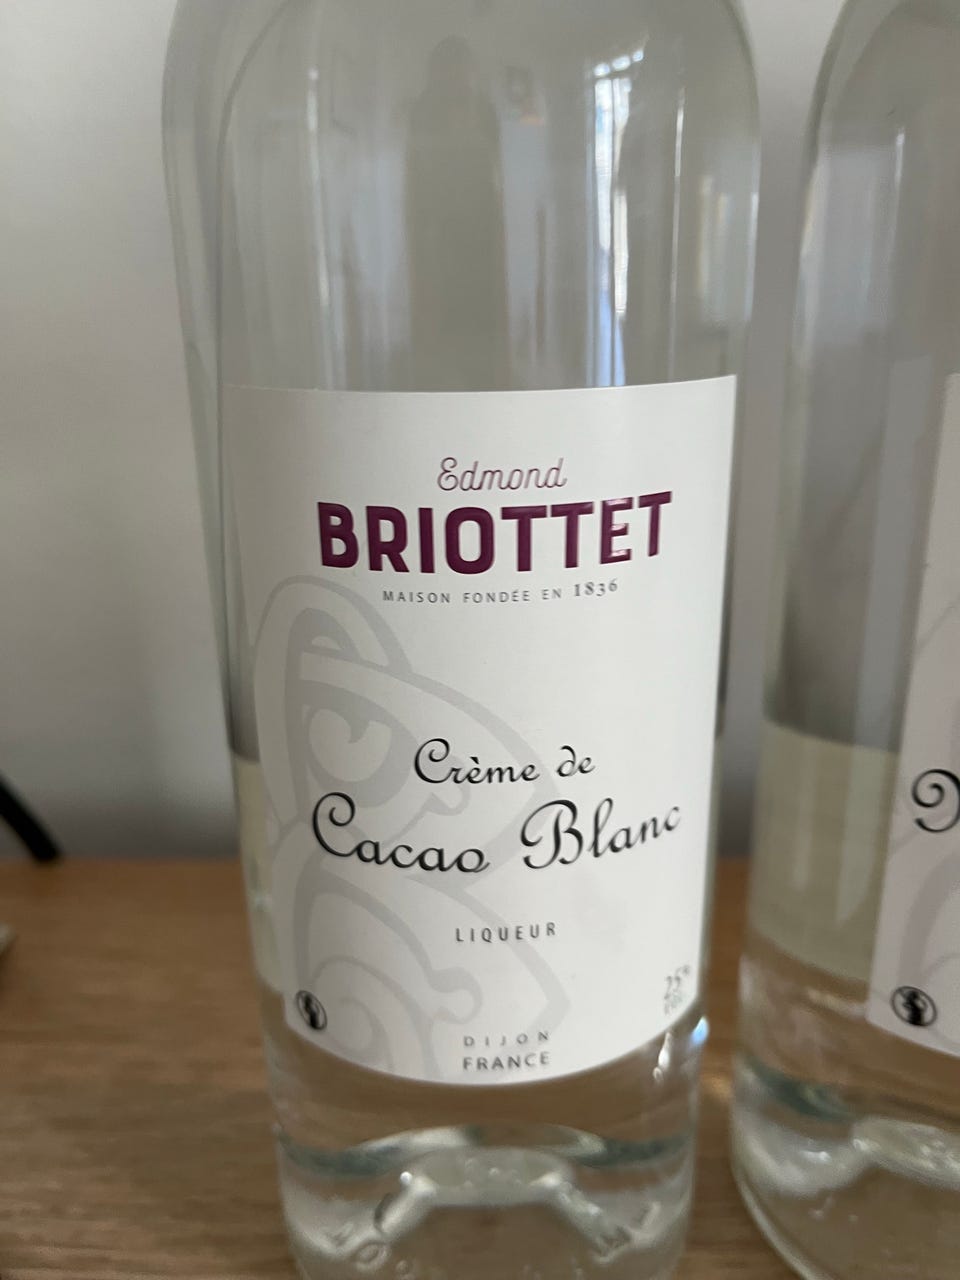 Edmond
BRIOTTET
MAISON FONDÉE EN 1836
Crème de
Cacao Blanc
LIQUEUR
DIJON
FRANCE